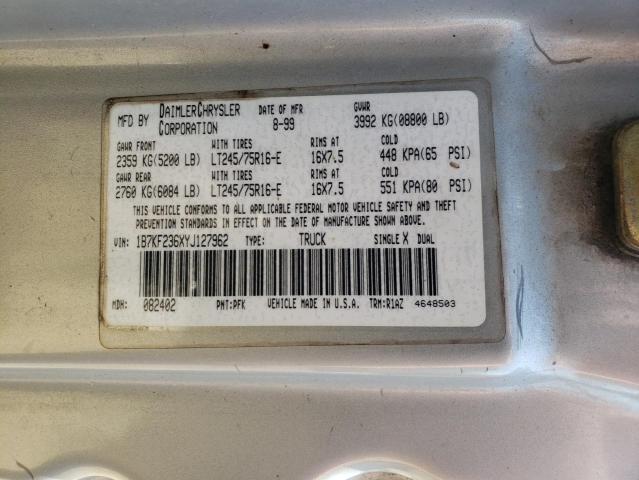 MFD BY DAIMLERCHRYSLER CORPORATION DATE OF MFR 8-99 GVWR 3992 KG(08800 LB)
GAWR FRONT WITH TIRES RIMS AT COLD
2359 KG(5200 LB) LT245/75R16-E 16X7.5 448 KPA(65 PSI)
GAWR REAR WITH TIRES RIMS AT COLD
2760 KG(6084 LB) LT245/75R16-E 16X7.5 551 KPA(80 PSI)
THIS VEHICLE CONFORMS TO ALL APPLICABLE FEDERAL MOTOR VEHICLE SAFETY AND THEFT
PREVENTION STANDARDS IN EFFECT ON THE DATE OF MANUFACTURE SHOWN ABOVE.
VIN: 1B7KF236XYJ127962 TYPE: TRUCK SINGLE X DUAL
MDH: 082402 PNT:PFK VEHICLE MADE IN U.S.A. TRM:R1AZ 4648503